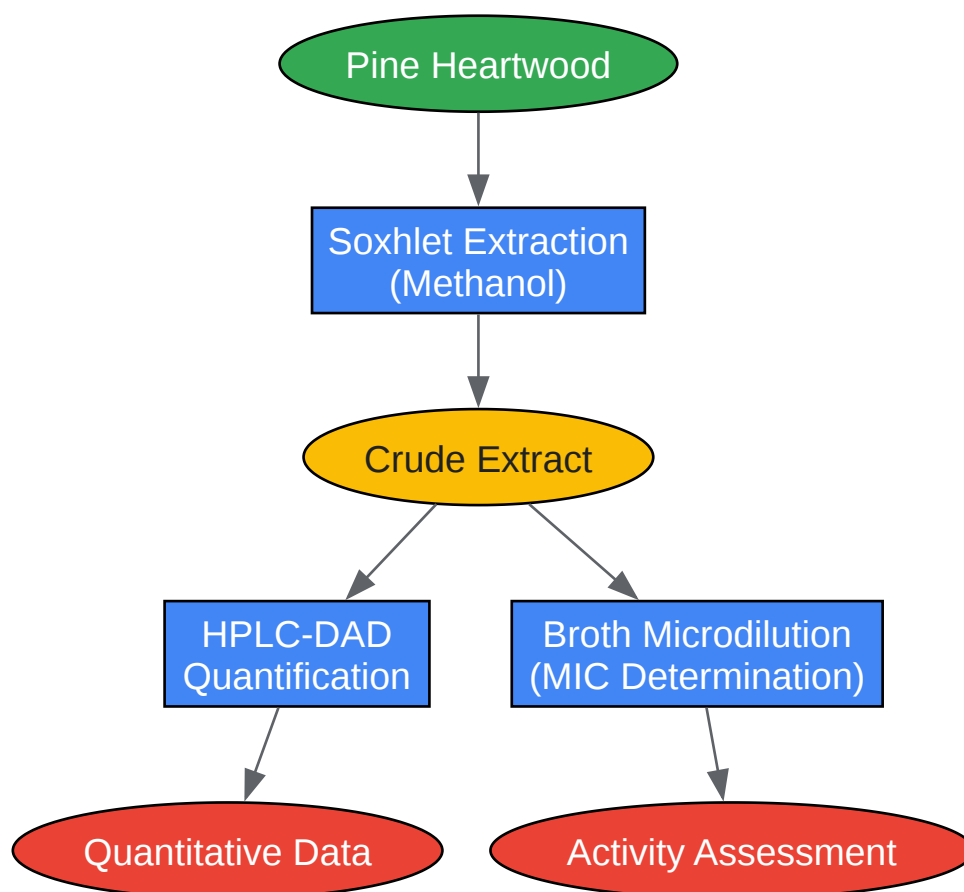 Pine Heartwood
Soxhlet Extraction
(Methanol)
Crude Extract
HPLC-DAD
Quantification
Broth Microdilution
(MIC Determination)
Quantitative Data
Activity Assessment